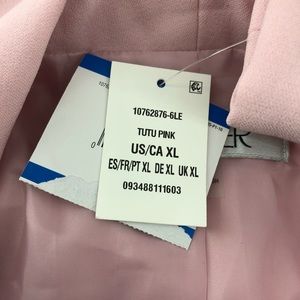 10762876-6LE
TUTU PINK
US/CA XL
ES/FR/PT XL DE XL UK XL
093488111603